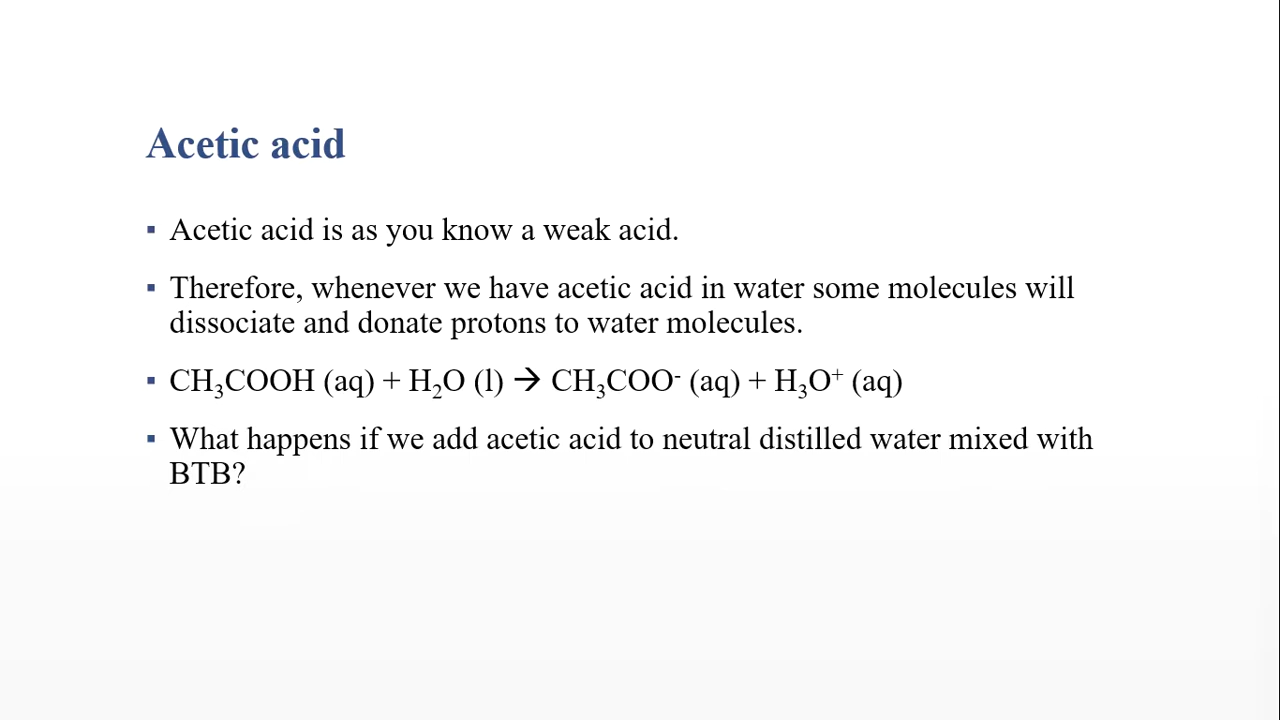 Acetic acid
▪ Acetic acid is as you know a weak acid.
▪ Therefore, whenever we have acetic acid in water some molecules will
dissociate and donate protons to water molecules.
▪ CH₃COOH (aq) + H₂O (l) → CH₃COO⁻ (aq) + H₃O⁺ (aq)
▪ What happens if we add acetic acid to neutral distilled water mixed with
BTB?